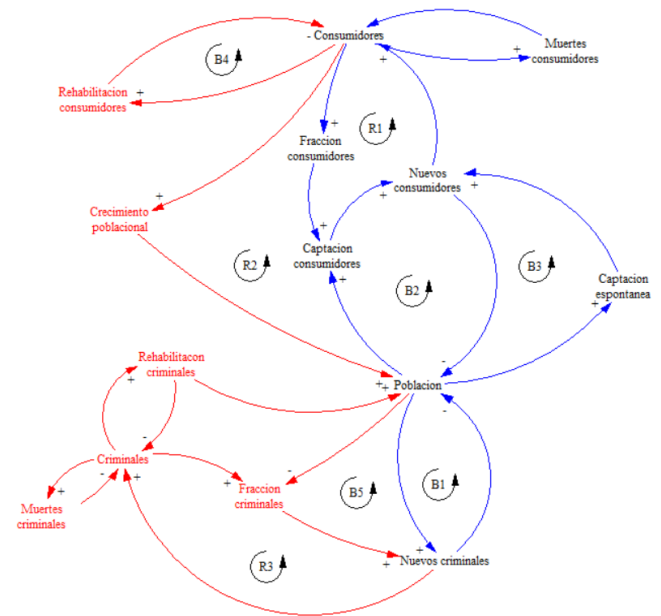 - Consumidores
Muertes
consumidores
+
B4
+
+
Rehabilitacion
consumidores
+
R1
Fraccion
consumidores
Nuevos
consumidores
+
+
+
Crecimiento
poblacional
+
Captacion
consumidores
+
R2
B2
B3
Captacion
espontanea
+
Rehabilitacon
criminales
-
+
+
+
Poblacion
-
-
Criminales
+
-
+
-
+
Fraccion
criminales
B5
B1
Muertes
criminales
+
+
Nuevos criminales
R3